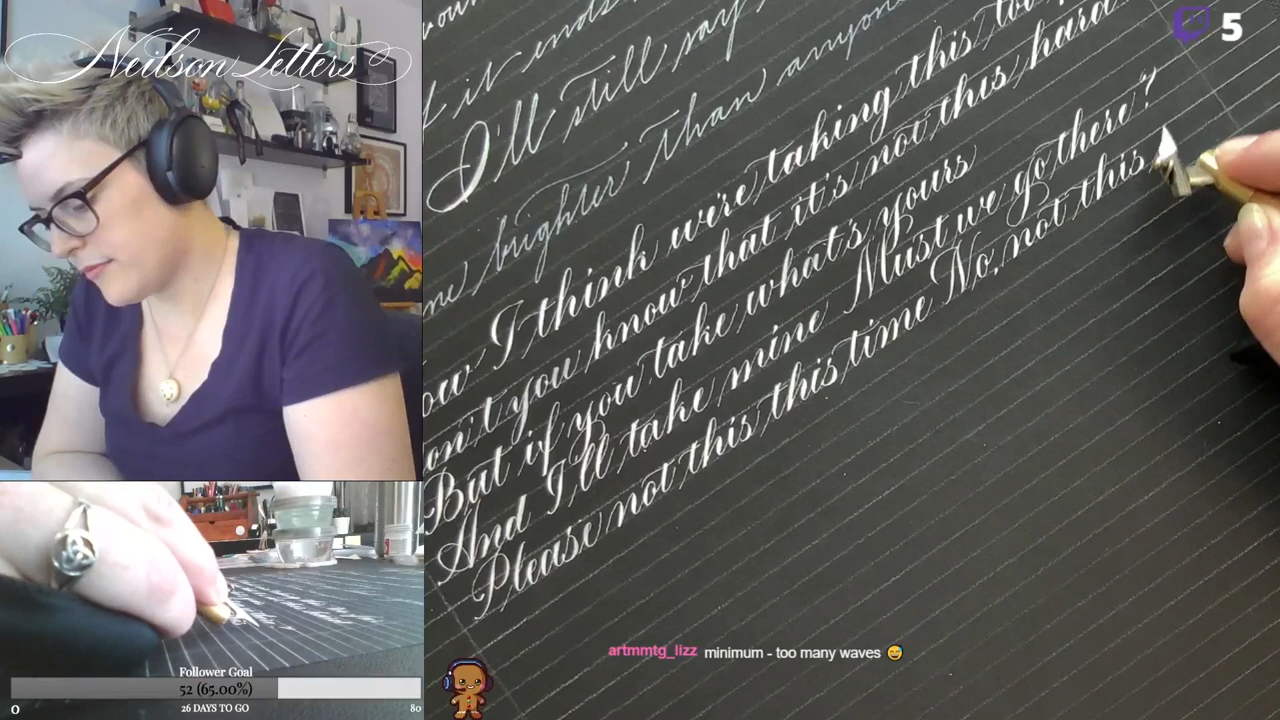 Neilson Letters
5
t it ends
I'll still say
brighter than anyone
I think we're taking this too
don't you know that it's not this hard
But if you take what's yours
And I'll take mine Must we go there?
Please not this this time No, not this
artmmtg_lizz minimum - too many waves 😅
Follower Goal
52 (65.00%)
0 26 DAYS TO GO 80